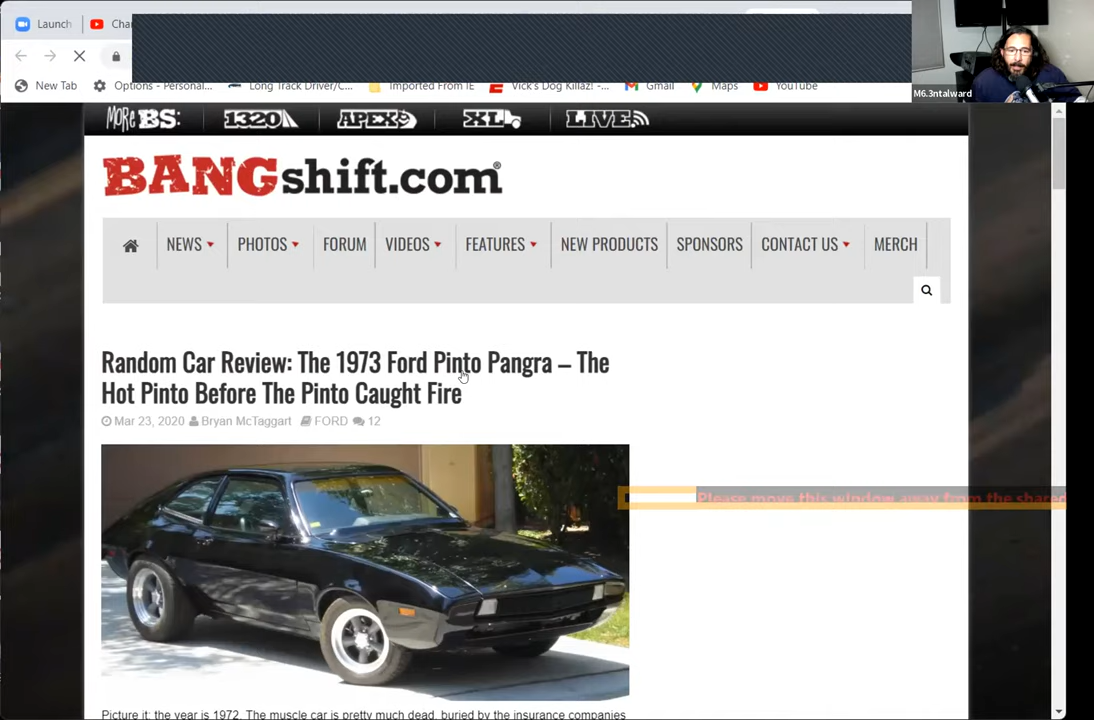 Launch
Cha
New Tab
Options - Personal...
Long Track Driver/C...
Imported From IE
Vick's Dog Killaz! -...
Gmail
Maps
YouTube
M6.3ntalward
MORE BS:
1320
APEX
XL
LIVE
BANGshift.com®
NEWS
PHOTOS
FORUM
VIDEOS
FEATURES
NEW PRODUCTS
SPONSORS
CONTACT US
MERCH
Random Car Review: The 1973 Ford Pinto Pangra – The
Hot Pinto Before The Pinto Caught Fire
Mar 23, 2020 Bryan McTaggart FORD 12
Please move this window away from the shared
Picture it: the year is 1972. The muscle car is pretty much dead, buried by the insurance companies